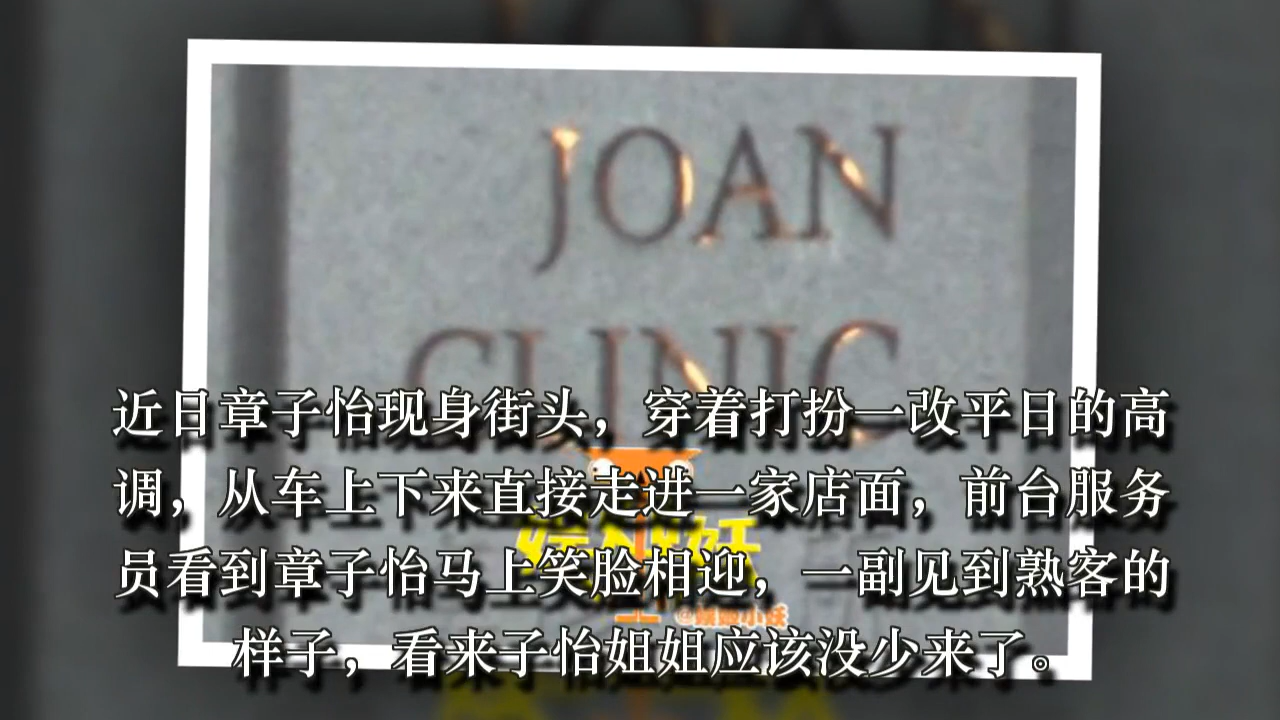 JOAN
CLINIC
近日章子怡现身街头，穿着打扮一改平日的高
调，从车上下来直接走进一家店面，前台服务
员看到章子怡马上笑脸相迎，一副见到熟客的
样子，看来子怡姐姐应该没少来了。